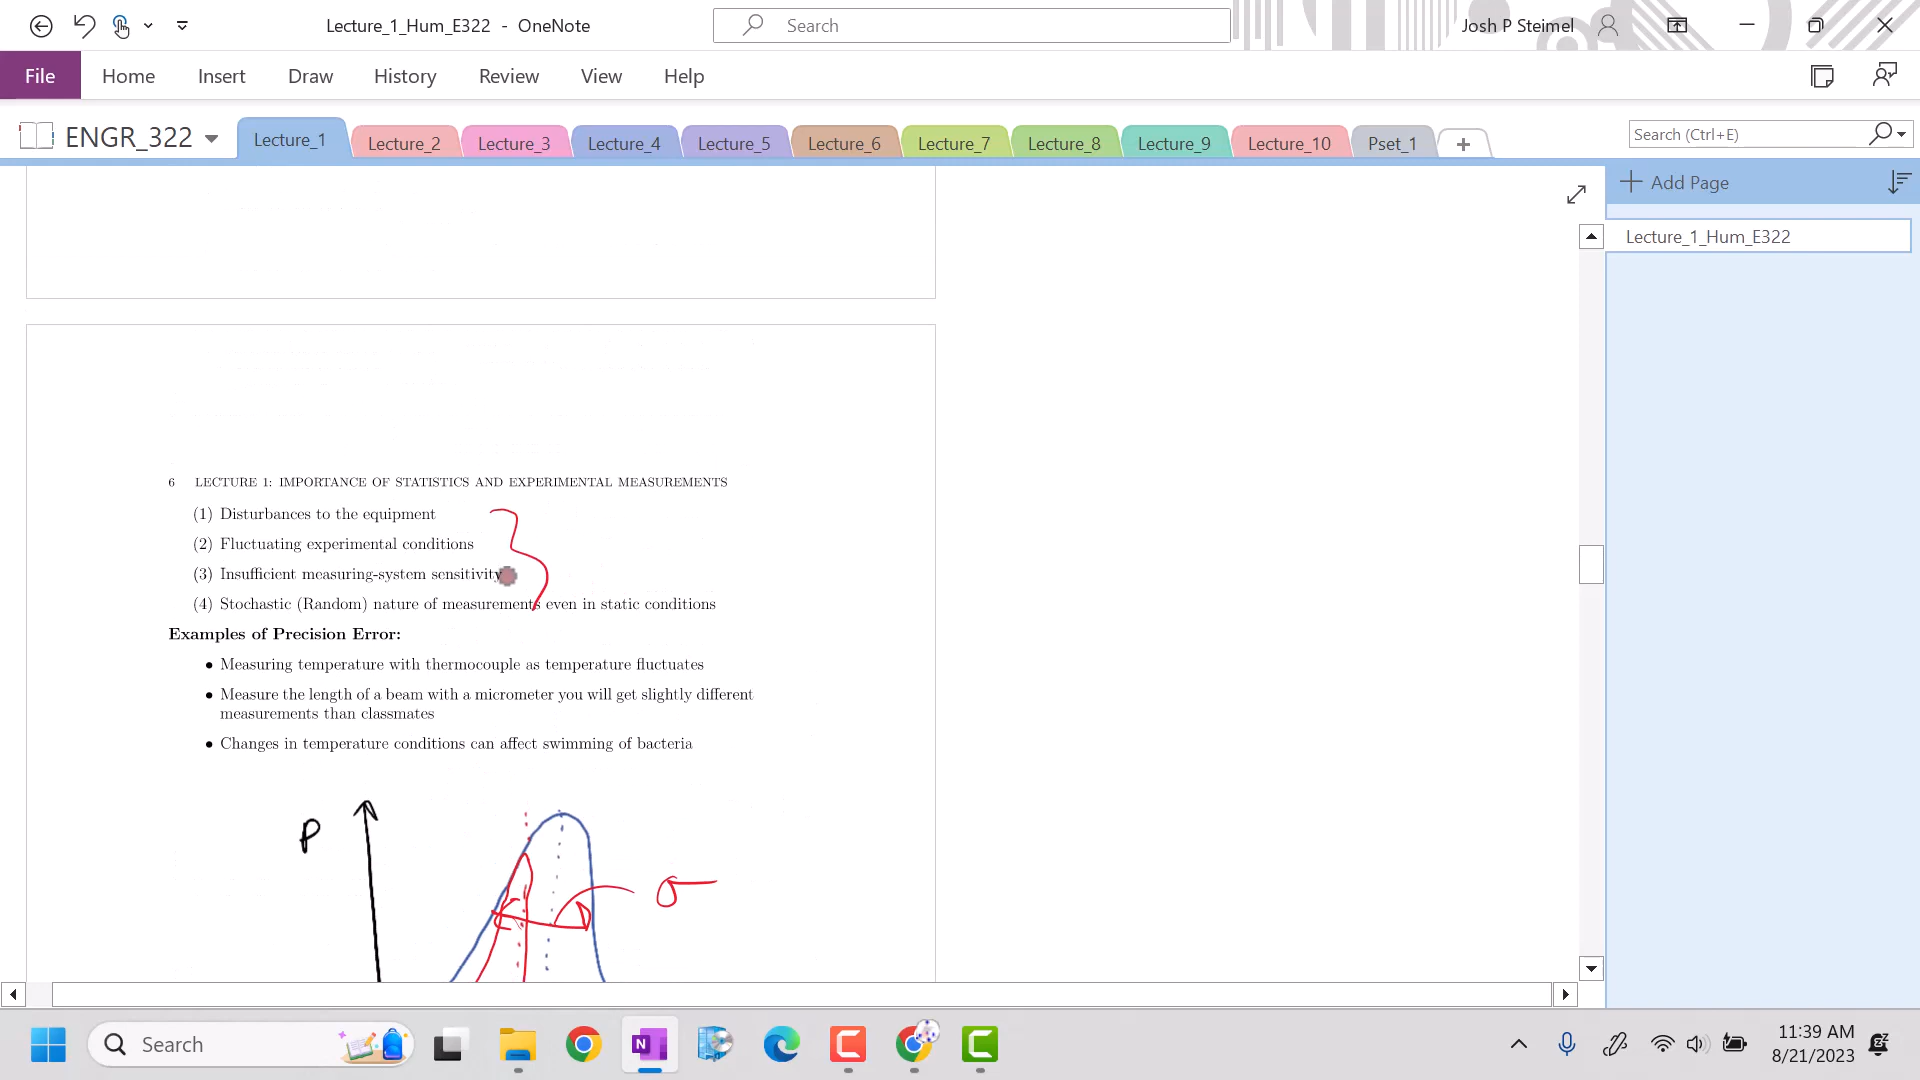 Lecture_1_Hum_E322 - OneNote
Search
Josh P Steimel
File Home Insert Draw History Review View Help
ENGR_322
Lecture_1 Lecture_2 Lecture_3 Lecture_4 Lecture_5 Lecture_6 Lecture_7 Lecture_8 Lecture_9 Lecture_10 Pset_1
Search (Ctrl+E)
Add Page
Lecture_1_Hum_E322
6 LECTURE 1: IMPORTANCE OF STATISTICS AND EXPERIMENTAL MEASUREMENTS
(1) Disturbances to the equipment
(2) Fluctuating experimental conditions
(3) Insufficient measuring-system sensitivity
(4) Stochastic (Random) nature of measurements even in static conditions
Examples of Precision Error:
• Measuring temperature with thermocouple as temperature fluctuates
• Measure the length of a beam with a micrometer you will get slightly different
measurements than classmates
• Changes in temperature conditions can affect swimming of bacteria
P
σ
Search
11:39 AM
8/21/2023